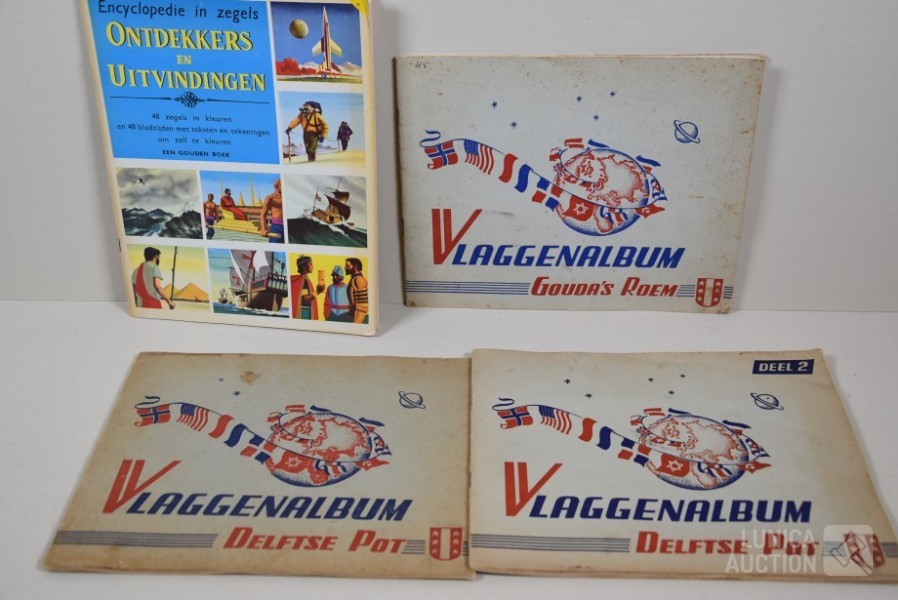 Encyclopedie in zegels
ONTDEKKERS
EN
UITVINDINGEN
48 zegels in kleuren
en 48 bladzijden met teksten en tekeningen
om zelf te kleuren
EEN GOUDEN BOEK
45
VLAGGENALBUM
GOUDA'S ROEM
VLAGGENALBUM
DELFTSE POT
DEEL 2
VLAGGENALBUM
DELFTSE POT
LUNICA
AUCTION